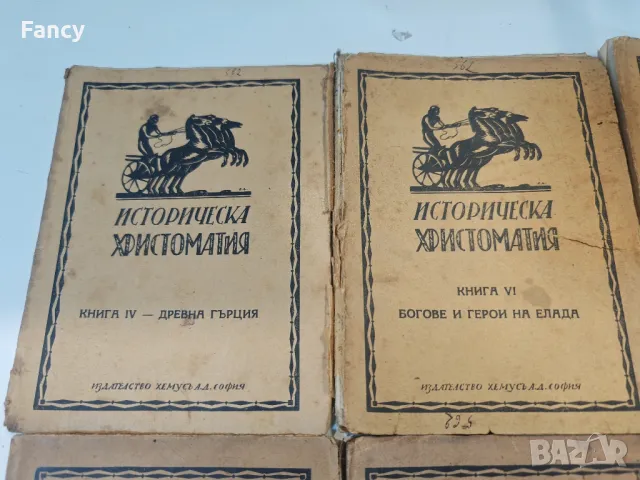 Fancy
ИСТОРИЧЕСКА
ХРИСТОМАТИЯ
КНИГА IV — ДРЕВНА ГЪРЦИЯ
ИЗДАТЕЛСТВО ХЕМУСЪ А.Д. СОФИЯ
ИСТОРИЧЕСКА
ХРИСТОМАТИЯ
КНИГА VI
БОГОВЕ И ГЕРОИ НА ЕЛАДА
ИЗДАТЕЛСТВО ХЕМУСЪ А.Д. СОФИЯ
BAZAR